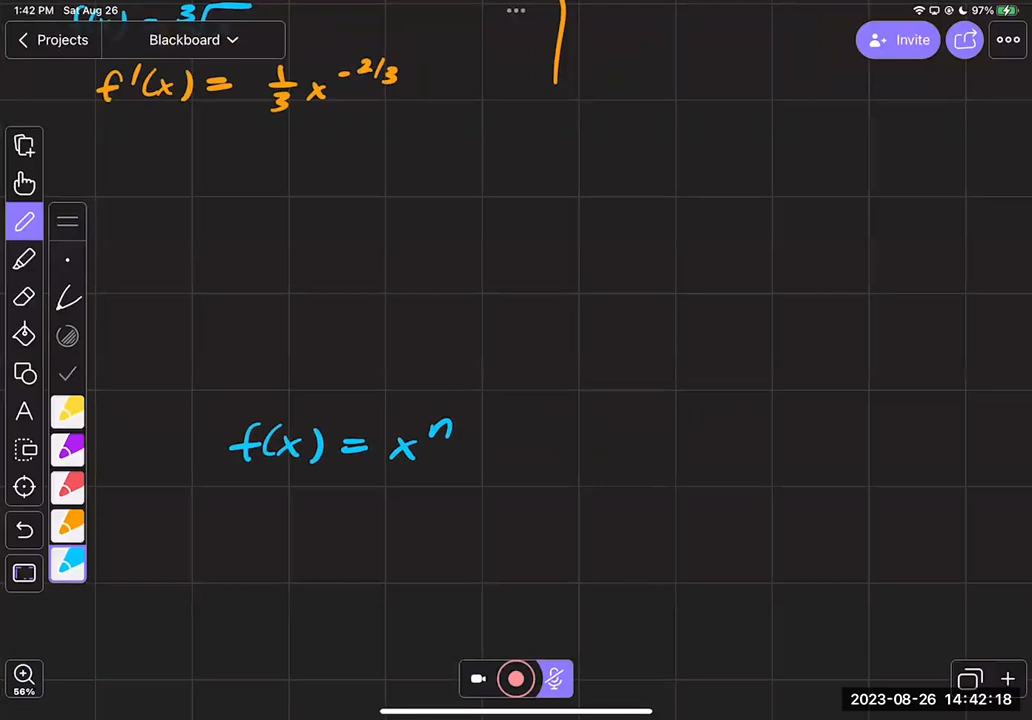 1:42 PM Sat Aug 26
97%
Projects
Blackboard
Invite
f'(x) = 1/3 x^{-2/3}
f(x) = x^n
A
56%
2023-08-26 14:42:18